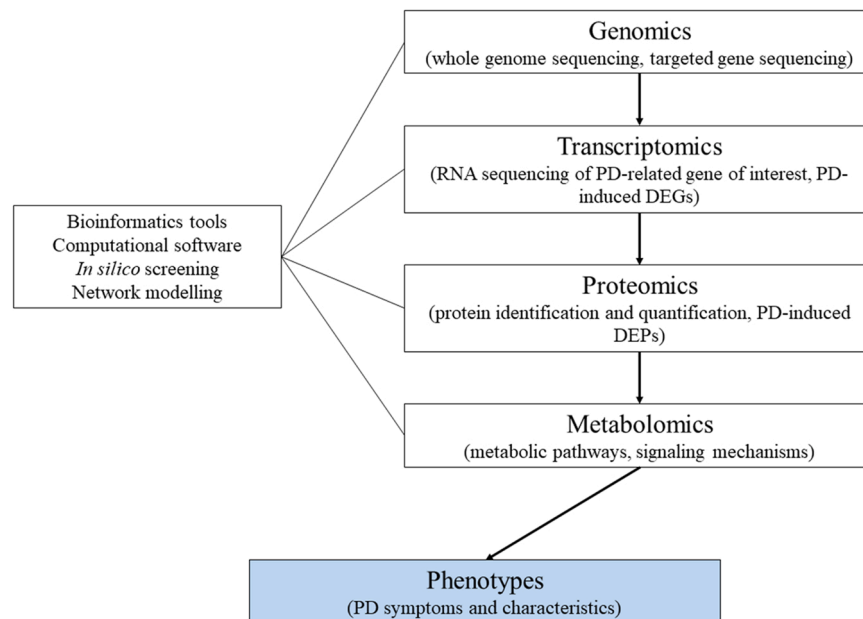 Genomics
(whole genome sequencing, targeted gene sequencing)
Transcriptomics
(RNA sequencing of PD-related gene of interest, PD-
induced DEGs)
Bioinformatics tools
Computational software
In silico screening
Network modelling
Proteomics
(protein identification and quantification, PD-induced
DEPs)
Metabolomics
(metabolic pathways, signaling mechanisms)
Phenotypes
(PD symptoms and characteristics)